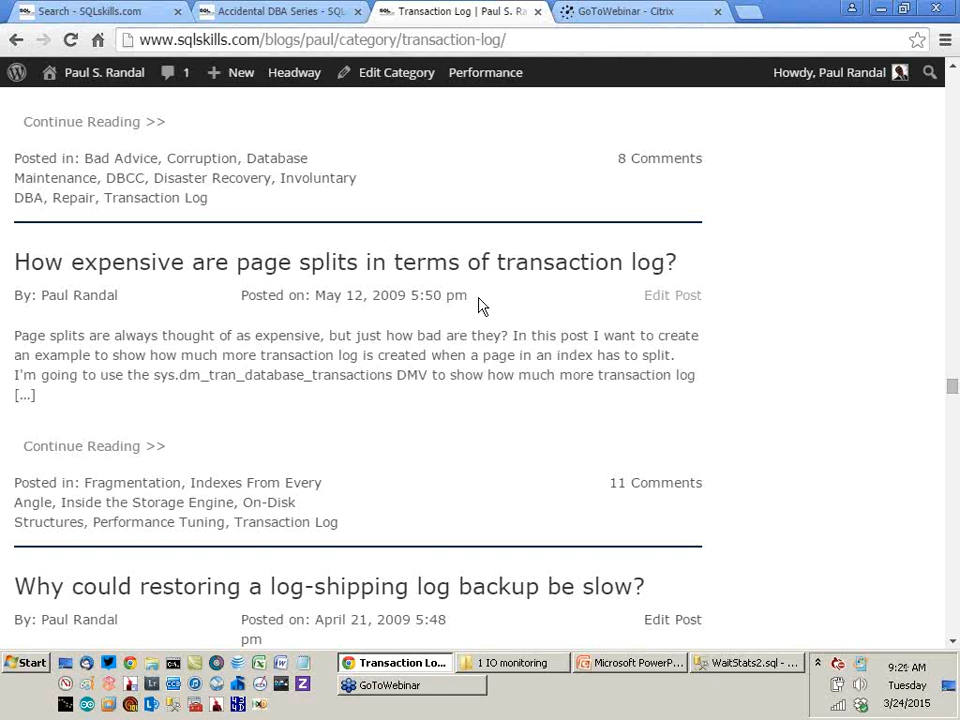 Search - SQLskills.com
Accidental DBA Series - SQL
Transaction Log | Paul S. Ra
GoToWebinar - Citrix
www.sqlskills.com/blogs/paul/category/transaction-log/
Paul S. Randal
1
New
Headway
Edit Category
Performance
Howdy, Paul Randal
Continue Reading >>
Posted in: Bad Advice, Corruption, Database
8 Comments
Maintenance, DBCC, Disaster Recovery, Involuntary
DBA, Repair, Transaction Log
How expensive are page splits in terms of transaction log?
By: Paul Randal
Posted on: May 12, 2009 5:50 pm
Edit Post
Page splits are always thought of as expensive, but just how bad are they? In this post I want to create
an example to show how much more transaction log is created when a page in an index has to split.
I'm going to use the sys.dm_tran_database_transactions DMV to show how much more transaction log
[…]
Continue Reading >>
Posted in: Fragmentation, Indexes From Every
11 Comments
Angle, Inside the Storage Engine, On-Disk
Structures, Performance Tuning, Transaction Log
Why could restoring a log-shipping log backup be slow?
By: Paul Randal
Posted on: April 21, 2009 5:48
pm
Edit Post
Start
Transaction Lo...
1 IO monitoring
Microsoft PowerP...
WaitStats2.sql - ...
GoToWebinar
9:21 AM
Tuesday
3/24/2015